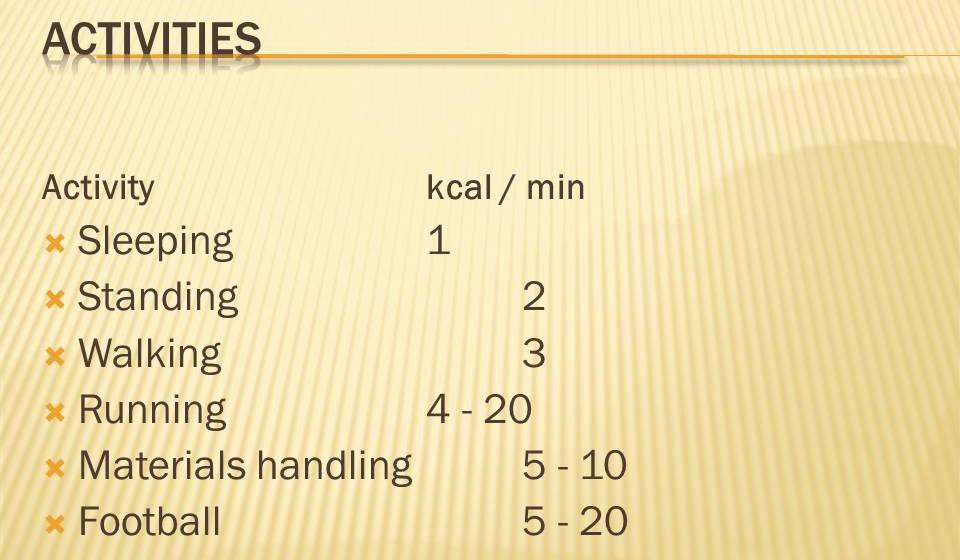 ACTIVITIES
Activity kcal / min
Sleeping 1
Standing 2
Walking 3
Running 4 - 20
Materials handling 5 - 10
Football 5 - 20